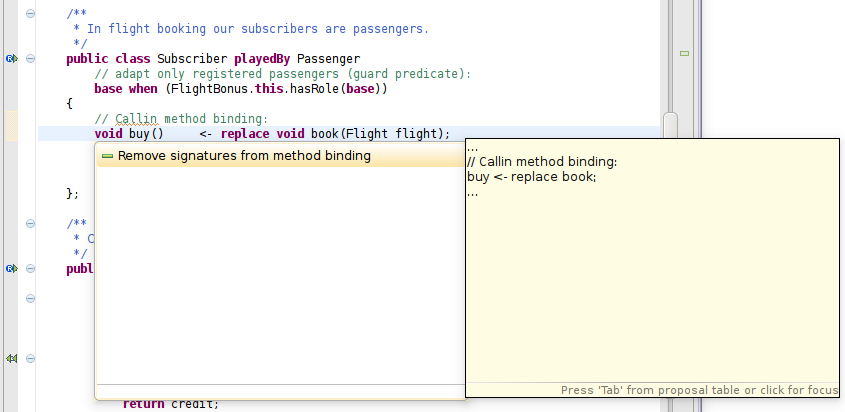 /**
 * In flight booking our subscribers are passengers.
 */
public class Subscriber playedBy Passenger
    // adapt only registered passengers (guard predicate):
    base when (FlightBonus.this.hasRole(base))
{
    // Callin method binding:
    void buy()     <- replace void book(Flight flight);
Remove signatures from method binding
...
// Callin method binding:
buy <- replace book;
...
Press 'Tab' from proposal table or click for focus
};
/**
 * C
 */
publ
return credit;